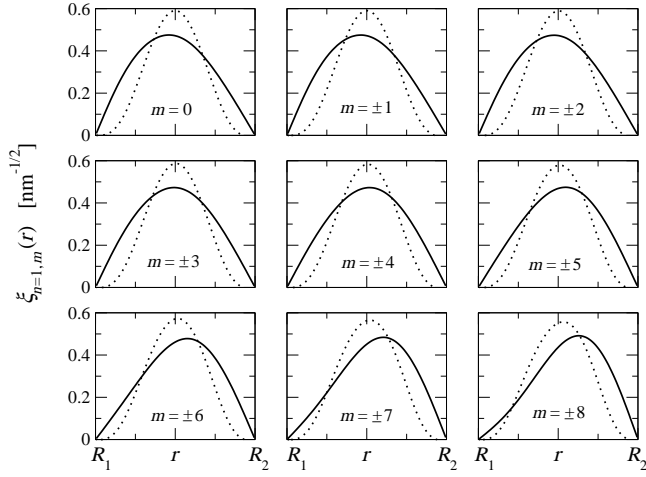 0.6
0.4
0.2
0
m = 0
m = ±1
m = ±2
0.6
0.4
0.2
0
m = ±3
m = ±4
m = ±5
0.6
0.4
0.2
0
m = ±6
m = ±7
m = ±8
R₁ r R₂ R₁ r R₂ R₁ r R₂
ξₙ₌₁,ₘ(r) [nm⁻¹/²]